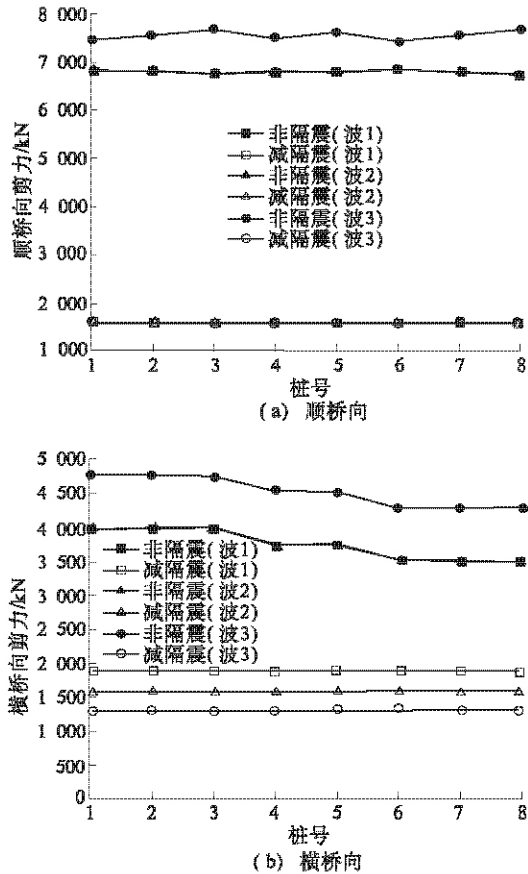 8 000
7 000
6 000
5 000
4 000
3 000
2 000
1 000
顺桥向剪力/kN
非隔震(波1)
减隔震(波1)
非隔震(波2)
减隔震(波2)
非隔震(波3)
减隔震(波3)
1 2 3 4 5 6 7 8
桩号
(a) 顺桥向
5 000
4 500
4 000
3 500
3 000
2 500
2 000
1 500
1 000
500
0
横桥向剪力/kN
非隔震(波1)
减隔震(波1)
非隔震(波2)
减隔震(波2)
非隔震(波3)
减隔震(波3)
1 2 3 4 5 6 7 8
桩号
(b) 横桥向